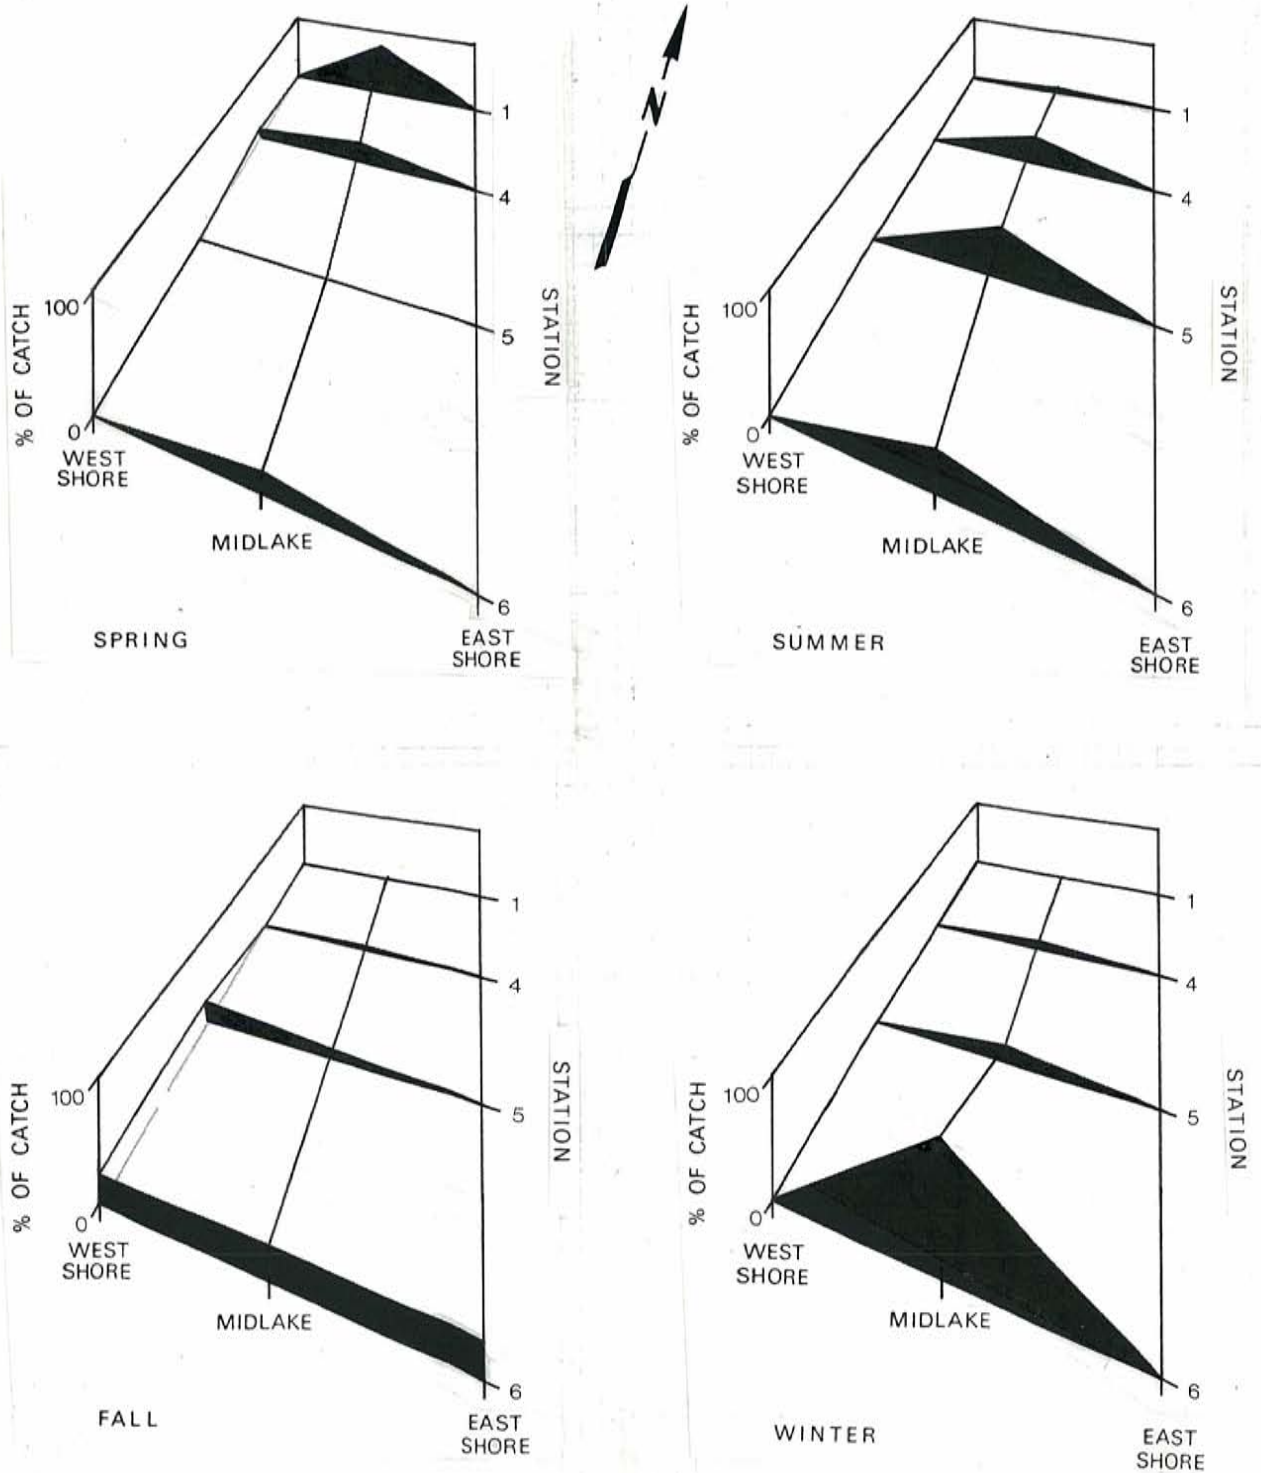 N
1
4
100
% OF CATCH
STATION
5
0
WEST
SHORE
MIDLAKE
6
SPRING
EAST
SHORE
1
4
100
% OF CATCH
STATION
5
0
WEST
SHORE
MIDLAKE
6
SUMMER
EAST
SHORE
1
4
100
% OF CATCH
STATION
5
0
WEST
SHORE
MIDLAKE
6
FALL
EAST
SHORE
1
4
100
% OF CATCH
STATION
5
0
WEST
SHORE
MIDLAKE
6
WINTER
EAST
SHORE